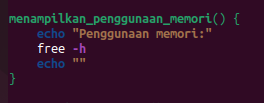 menampilkan_penggunaan_memori() {
    echo "Penggunaan memori:"
    free -h
    echo ""
}